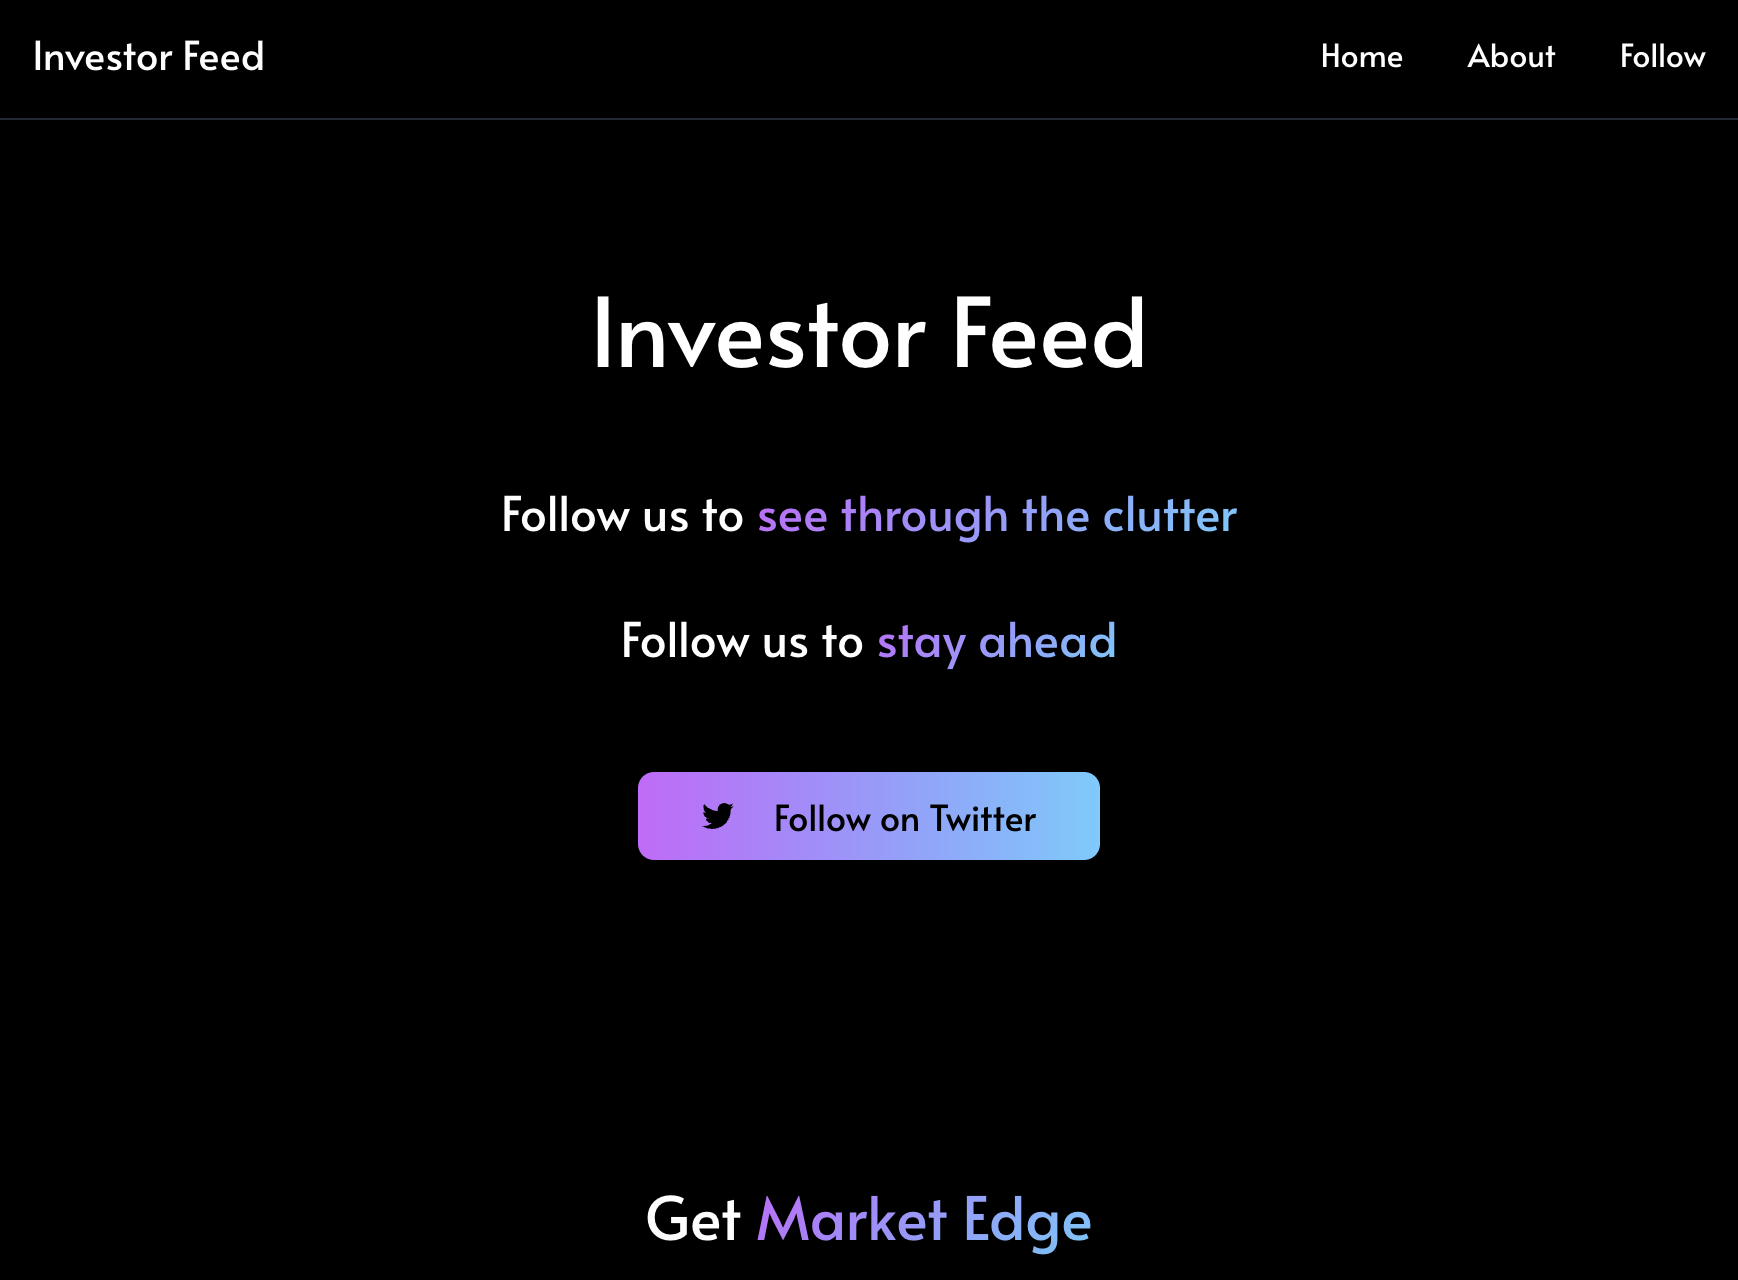 Investor Feed
Home About Follow
Investor Feed
Follow us to see through the clutter
Follow us to stay ahead
Follow on Twitter
Get Market Edge